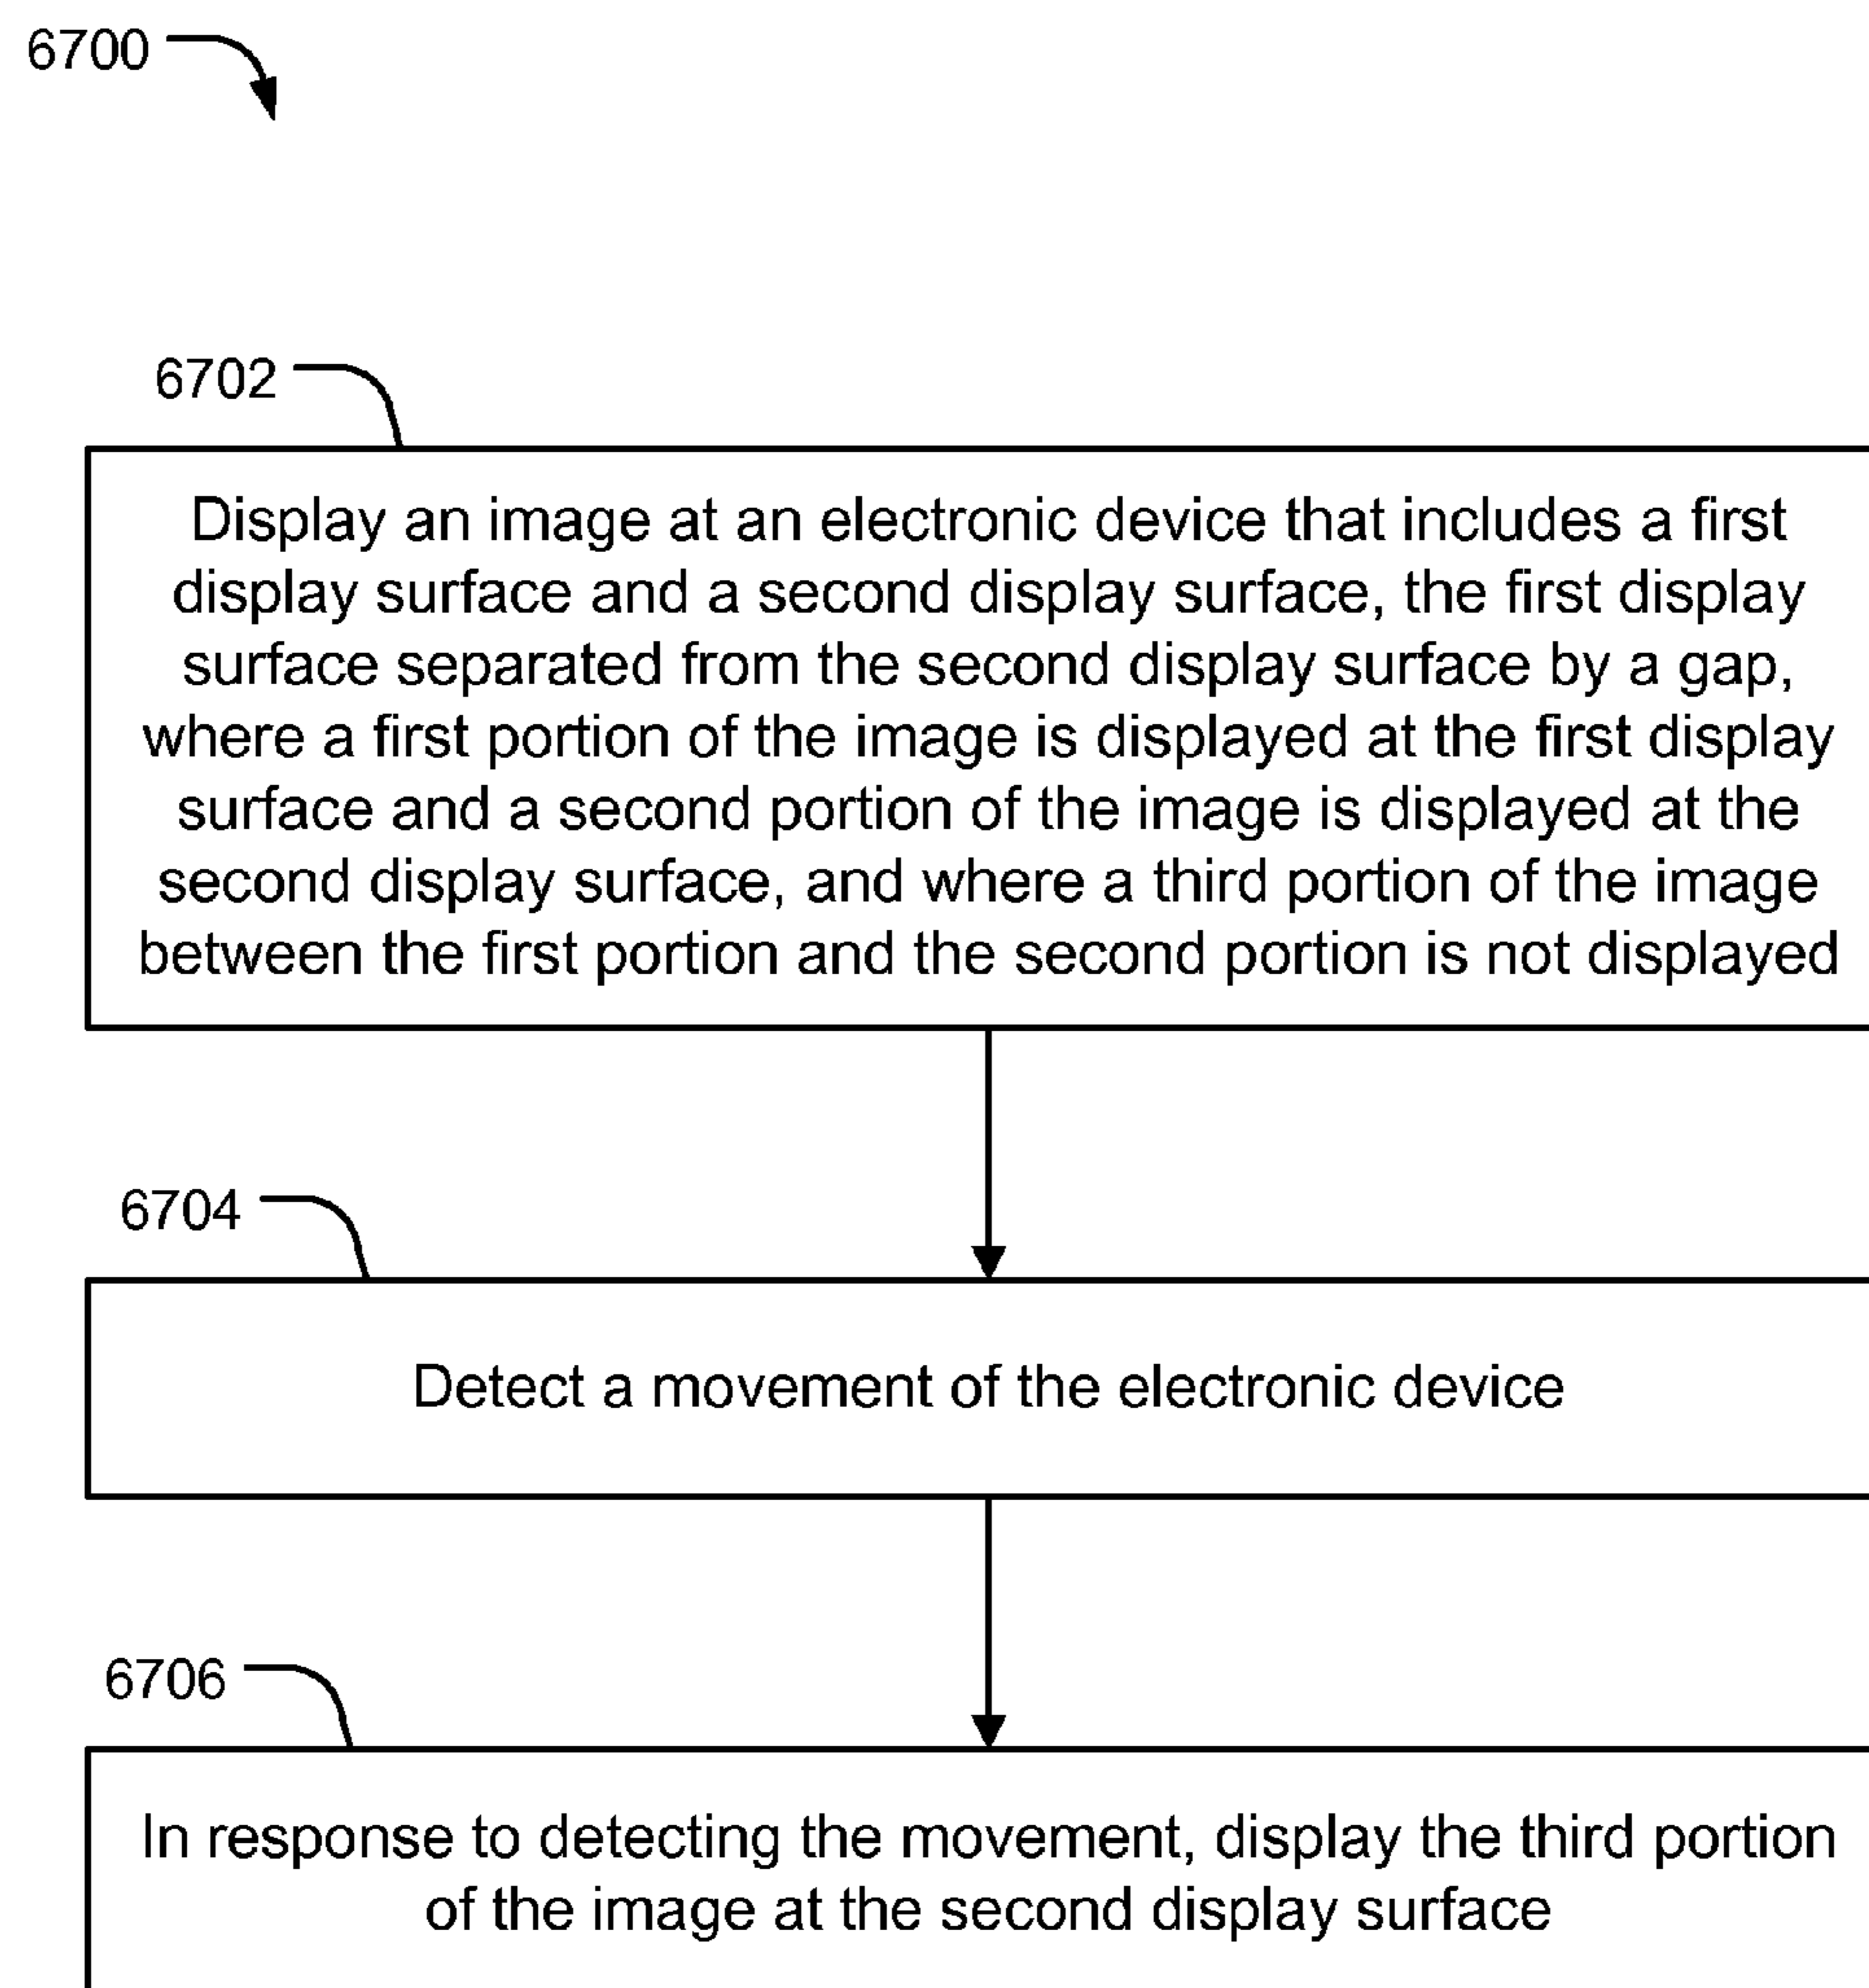 6700
6702
Display an image at an electronic device that includes a first
display surface and a second display surface, the first display
surface separated from the second display surface by a gap,
where a first portion of the image is displayed at the first display
surface and a second portion of the image is displayed at the
second display surface, and where a third portion of the image
between the first portion and the second portion is not displayed
6704
Detect a movement of the electronic device
6706
In response to detecting the movement, display the third portion
of the image at the second display surface